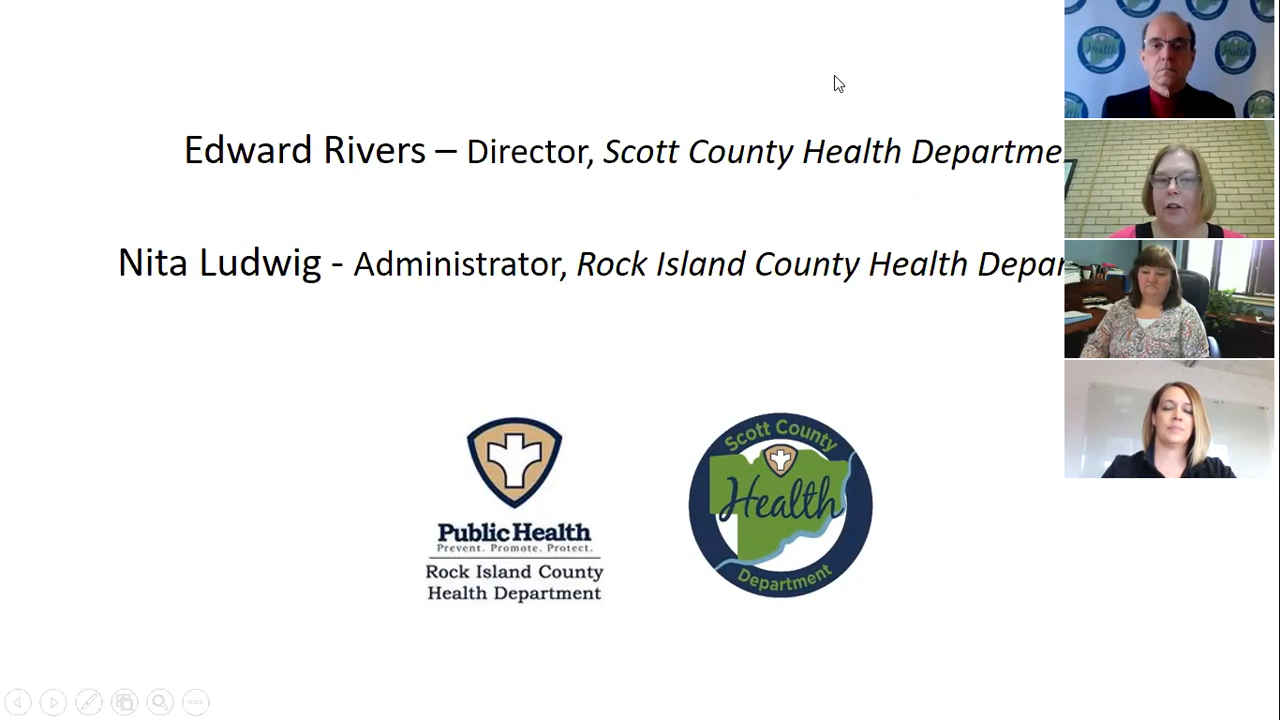 Edward Rivers – Director, Scott County Health Departme
Nita Ludwig - Administrator, Rock Island County Health Depar
Public Health
Prevent. Promote. Protect.
Rock Island County
Health Department
Scott County
Health
Department